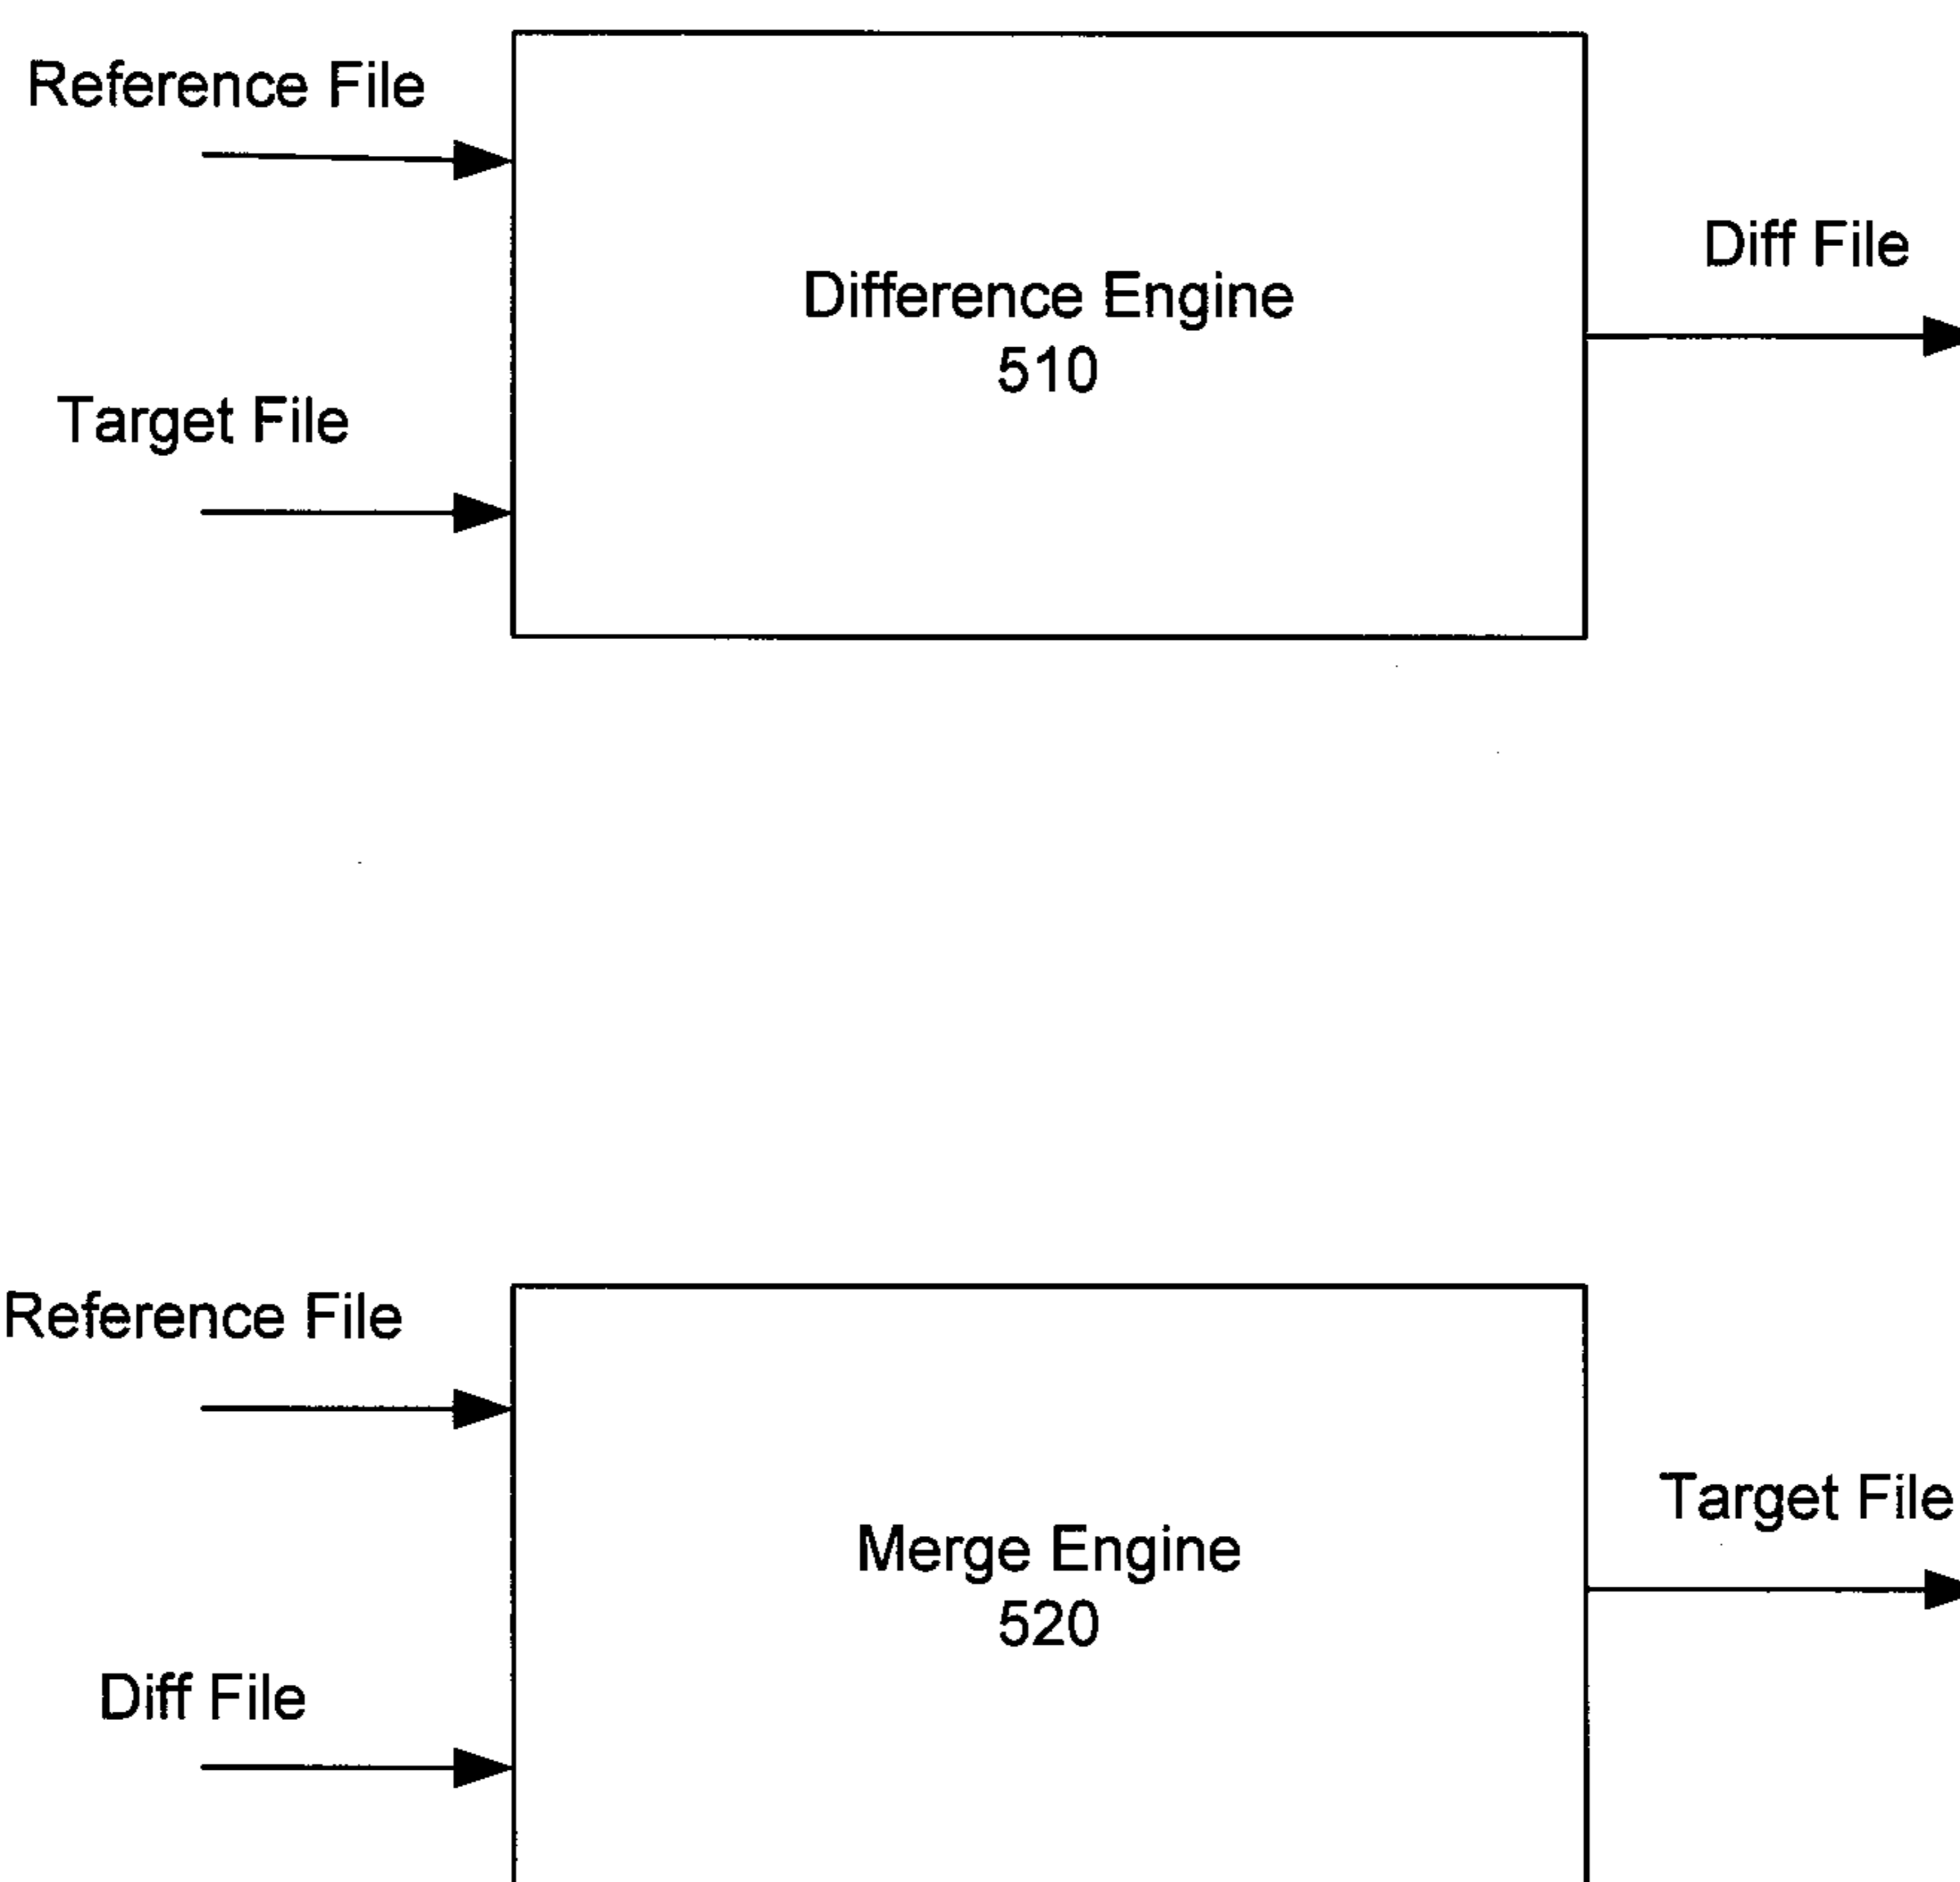 Reference File
Diff File
Difference Engine
510
Target File
Reference File
Target File
Merge Engine
520
Diff File